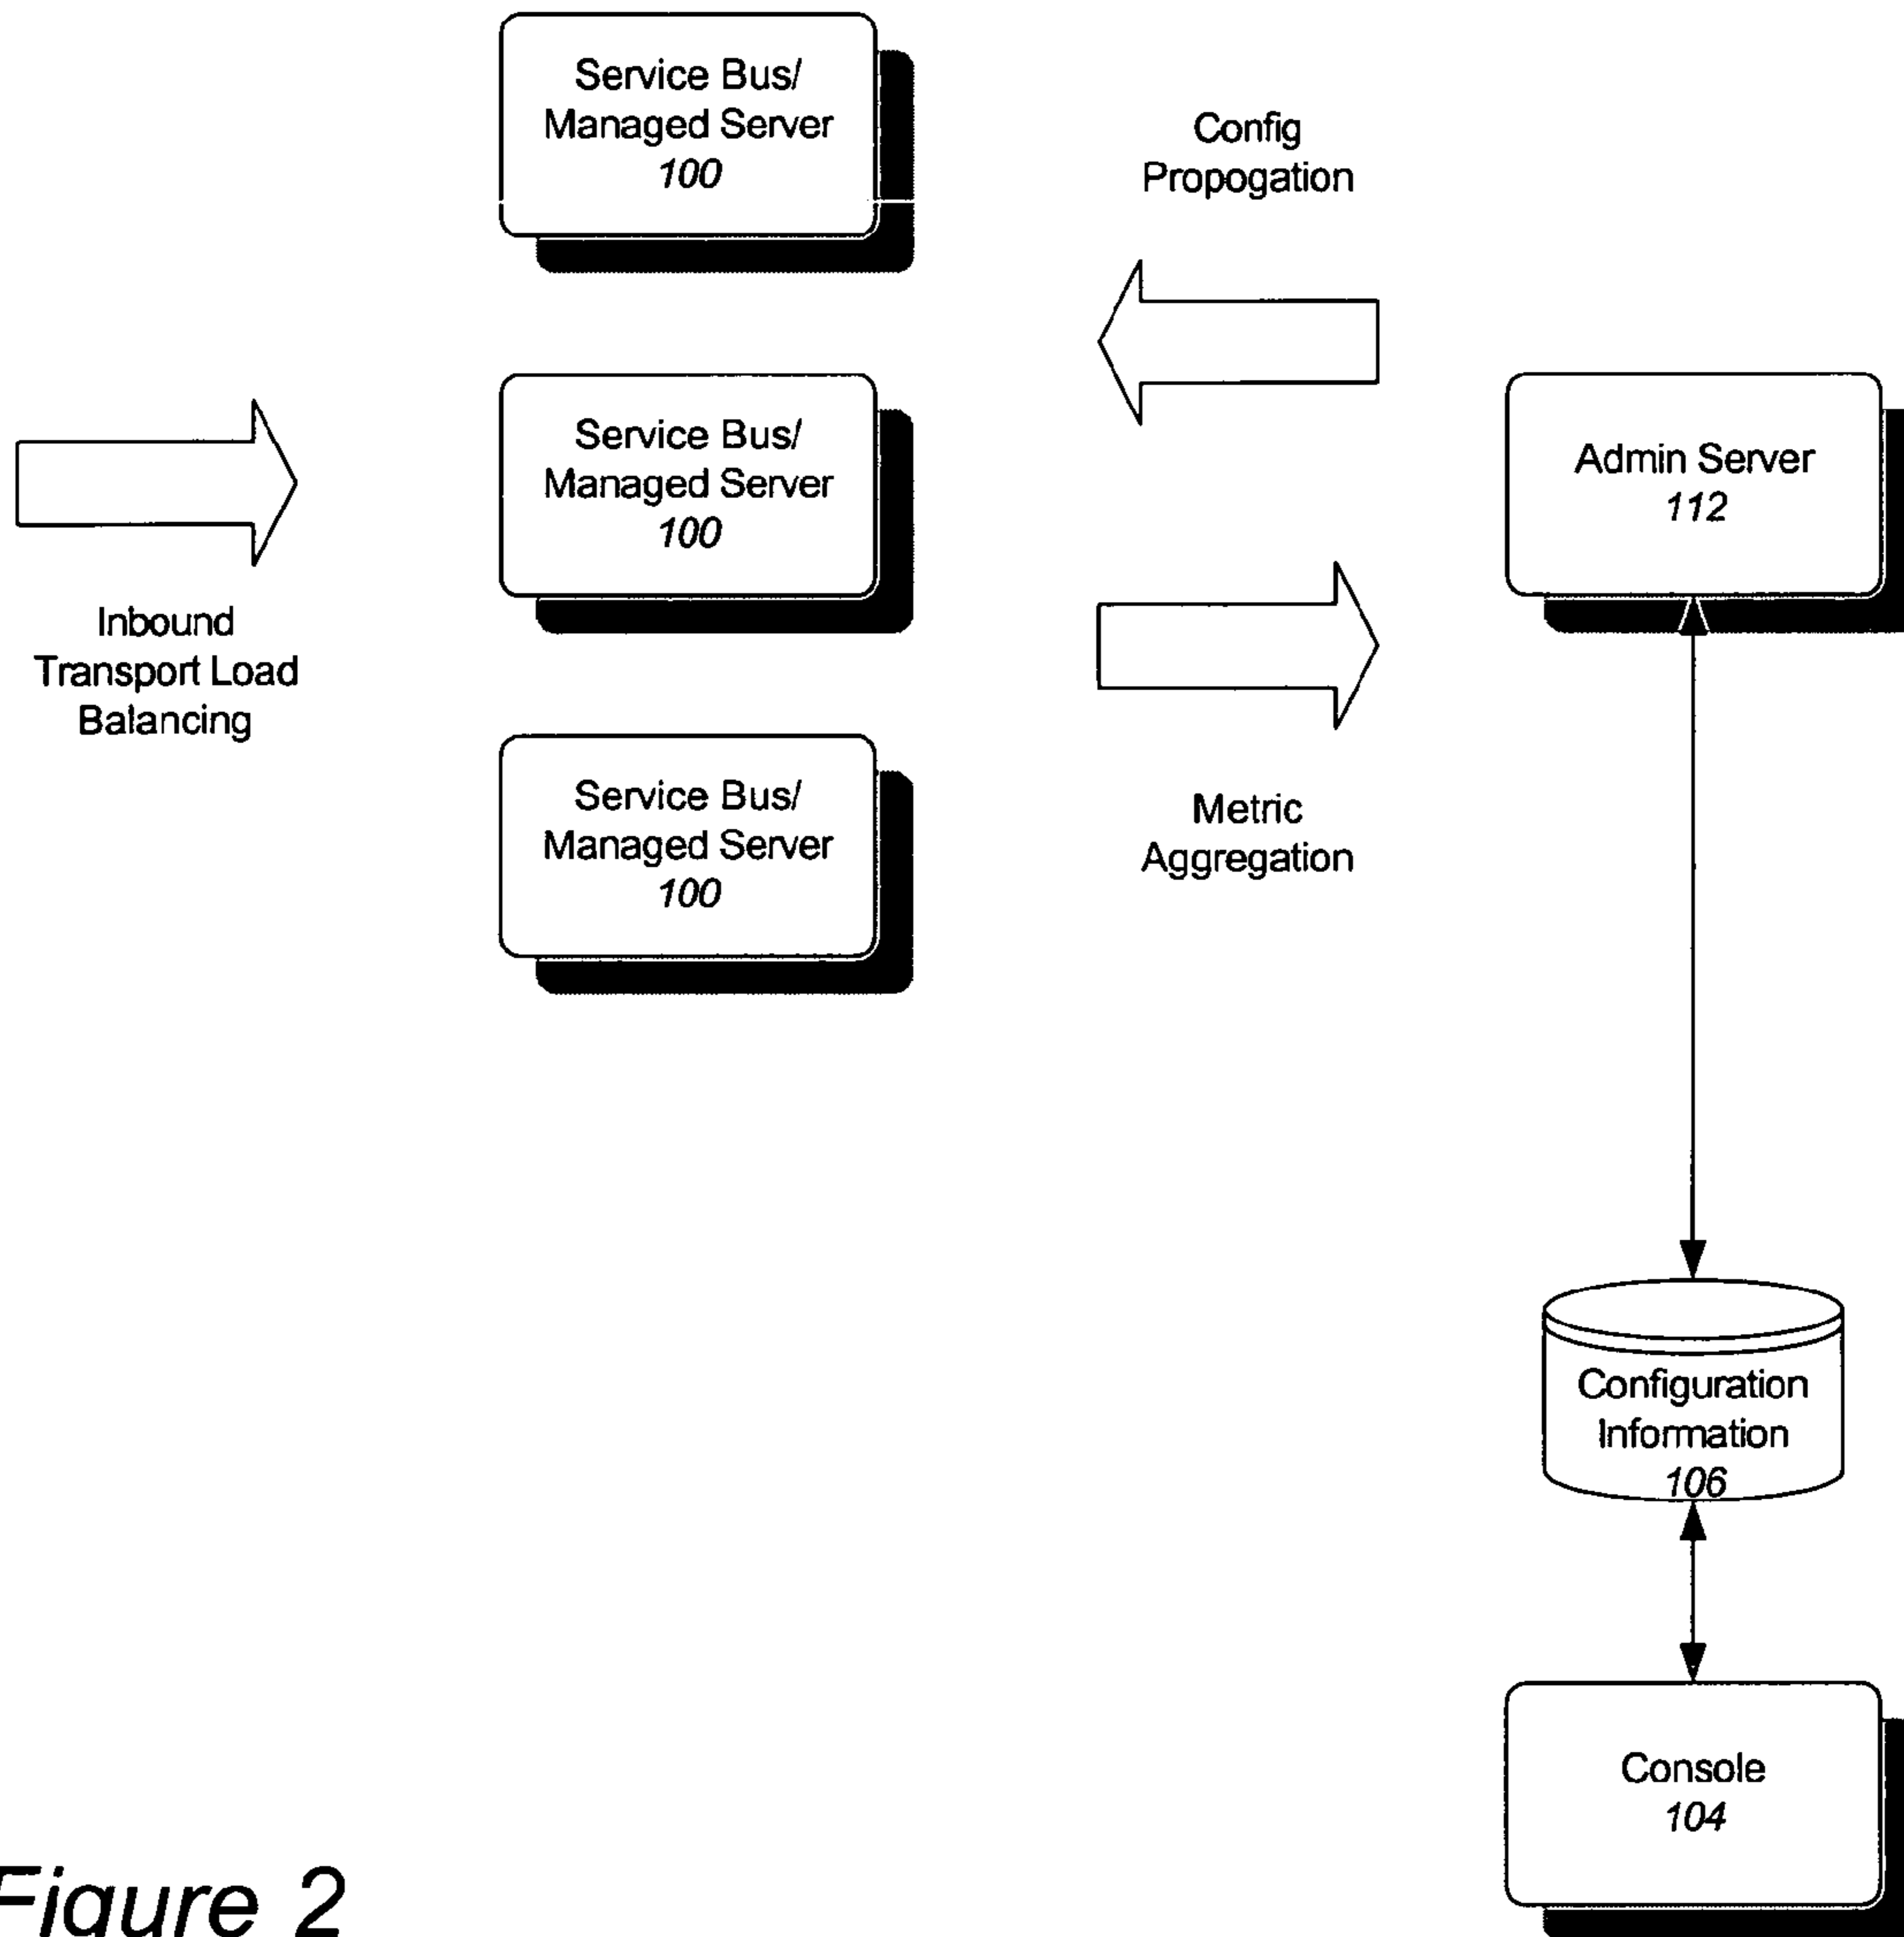 Service Bus/
Managed Server
100
Config
Propogation
Service Bus/
Managed Server
100
Admin Server
112
Inbound
Transport Load
Balancing
Service Bus/
Managed Server
100
Metric
Aggregation
Configuration
Information
106
Console
104
Figure 2